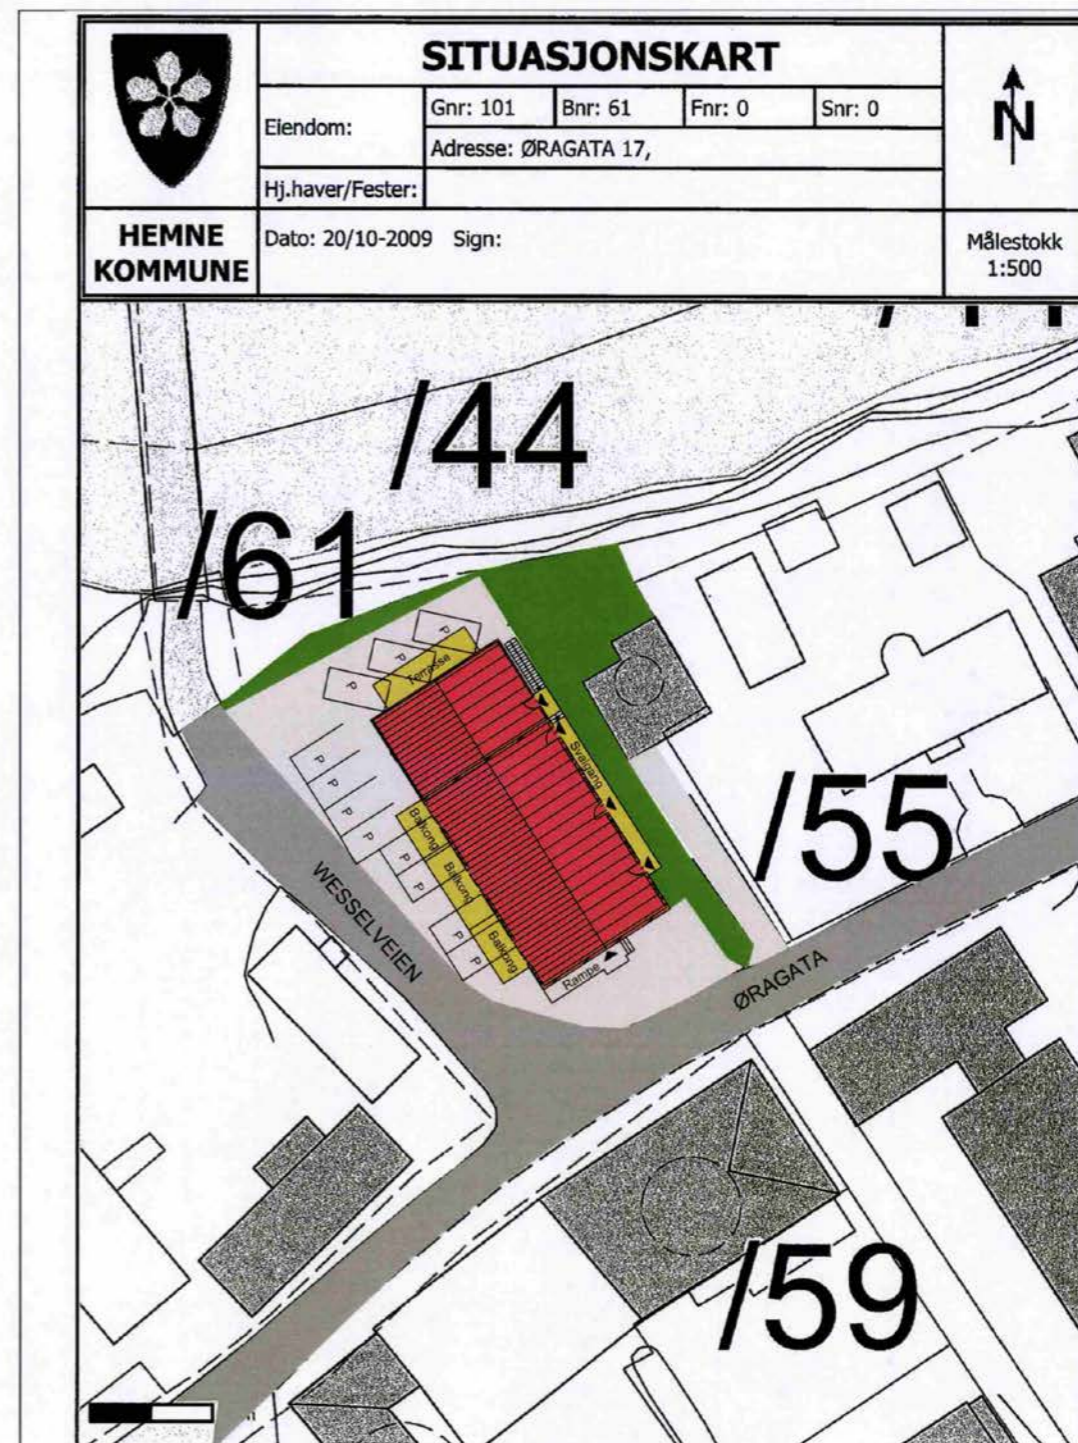 SITUASJONSKART
N
Eiendom:
Gnr: 101
Bnr: 61
Fnr: 0
Snr: 0
Adresse: ØRAGATA 17,
Hj.haver/Fester:
HEMNE
KOMMUNE
Dato: 20/10-2009 Sign:
Målestokk
1:500
/44
/61
P
P
P
Terrasse
P
P
P
P
P
P
P
P
Balkong
Balkong
Balkong
Svalgang
Rampe
/55
WESSELVEIEN
ØRAGATA
/59